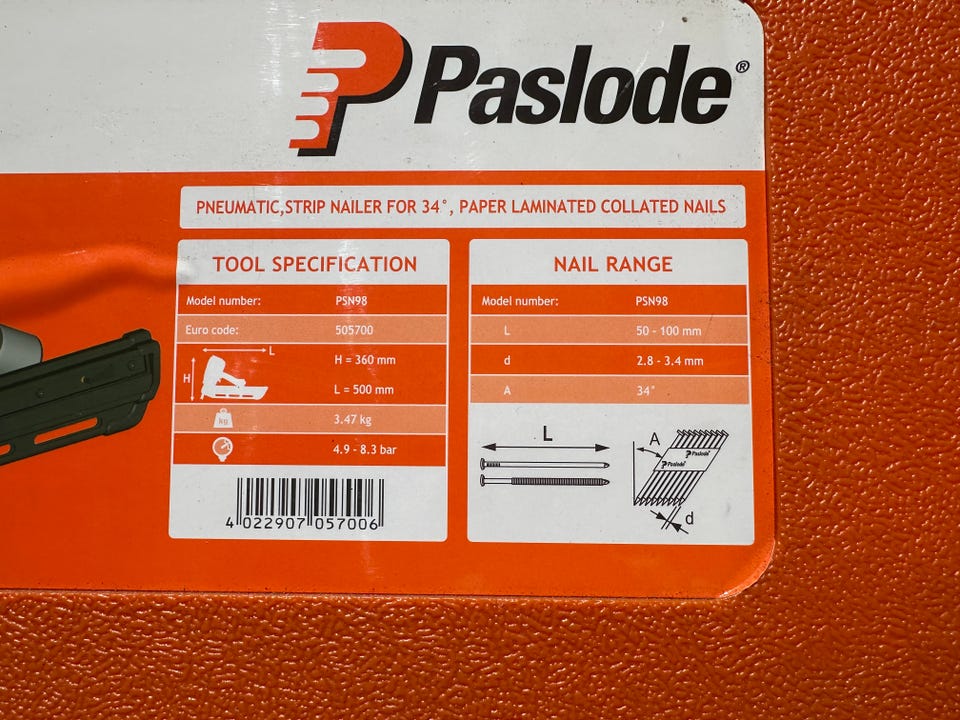 Paslode®
PNEUMATIC,STRIP NAILER FOR 34°, PAPER LAMINATED COLLATED NAILS
TOOL SPECIFICATION
Model number: PSN98
Euro code: 505700
L
H
H = 360 mm
L = 500 mm
kg
3.47 kg
4.9 - 8.3 bar
4 022907 057006
NAIL RANGE
Model number: PSN98
L 50 - 100 mm
d 2.8 - 3.4 mm
A 34°
L
A
Paslode
Paslode
d